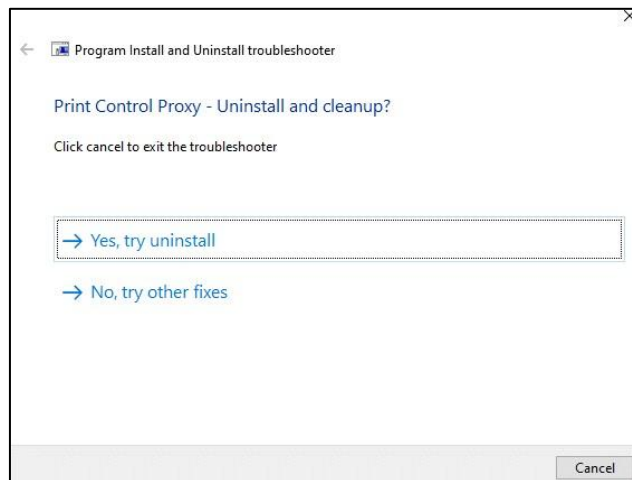 Program Install and Uninstall troubleshooter
Print Control Proxy - Uninstall and cleanup?
Click cancel to exit the troubleshooter
Yes, try uninstall
No, try other fixes
Cancel